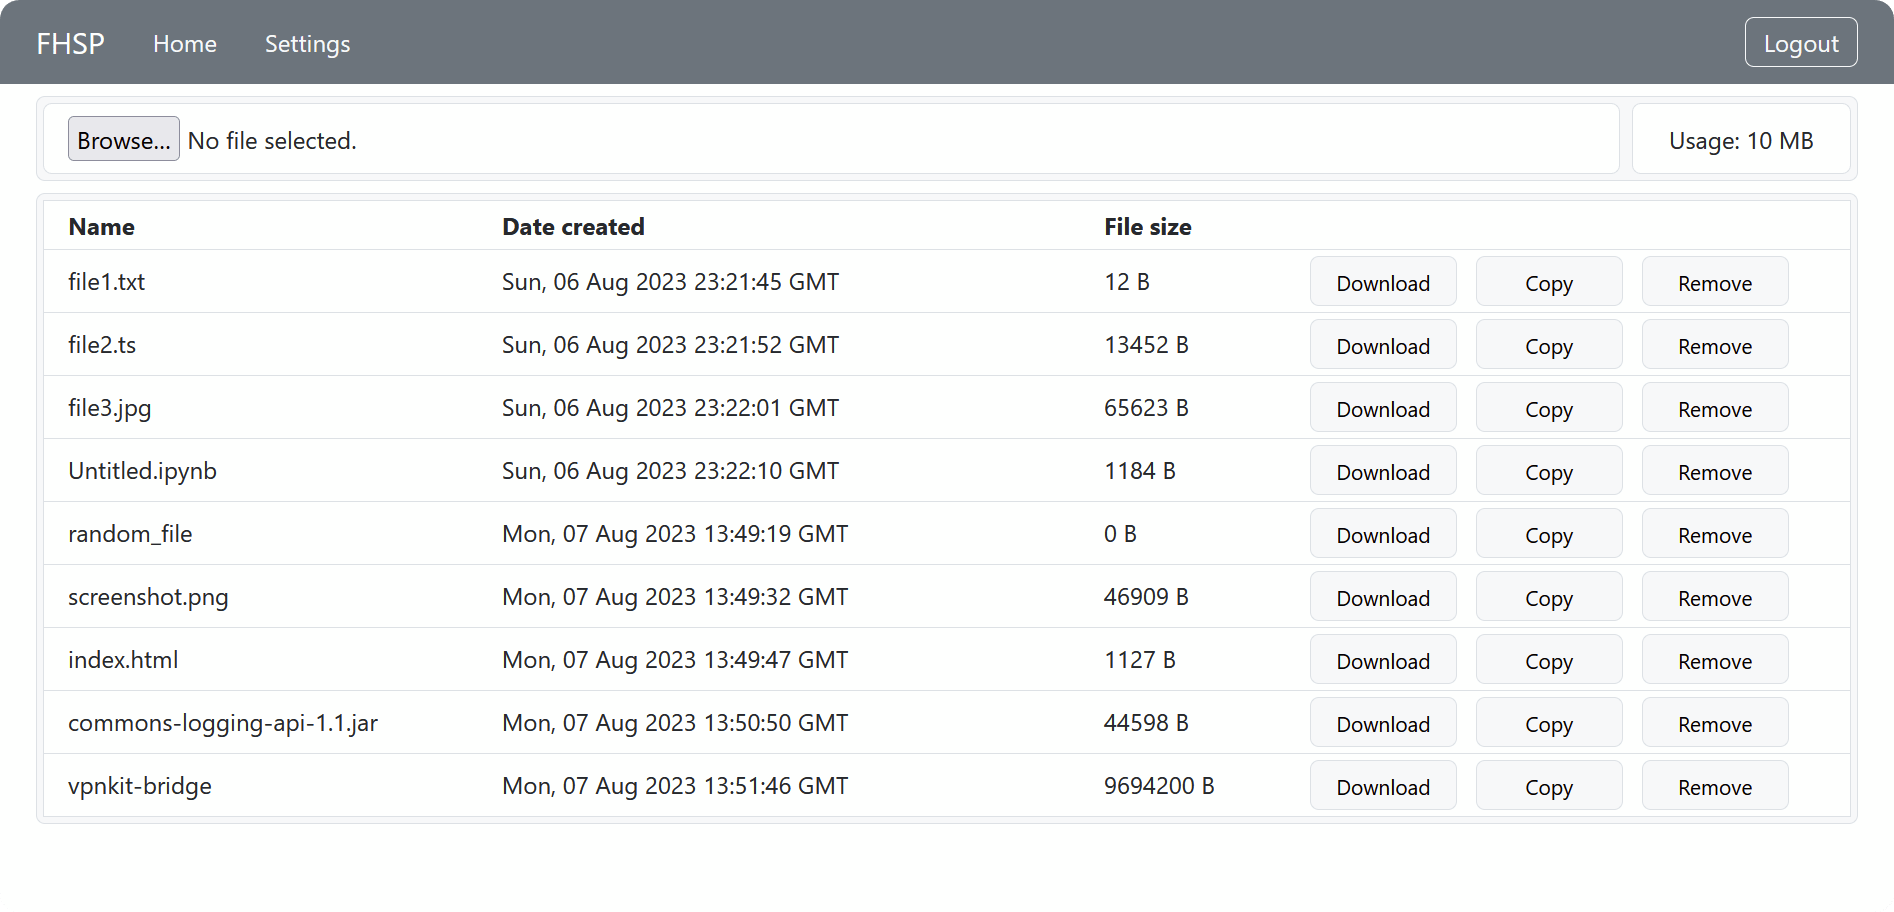 FHSP Home Settings Logout
Browse... No file selected. Usage: 10 MB
Name Date created File size
file1.txt Sun, 06 Aug 2023 23:21:45 GMT 12 B Download Copy Remove
file2.ts Sun, 06 Aug 2023 23:21:52 GMT 13452 B Download Copy Remove
file3.jpg Sun, 06 Aug 2023 23:22:01 GMT 65623 B Download Copy Remove
Untitled.ipynb Sun, 06 Aug 2023 23:22:10 GMT 1184 B Download Copy Remove
random_file Mon, 07 Aug 2023 13:49:19 GMT 0 B Download Copy Remove
screenshot.png Mon, 07 Aug 2023 13:49:32 GMT 46909 B Download Copy Remove
index.html Mon, 07 Aug 2023 13:49:47 GMT 1127 B Download Copy Remove
commons-logging-api-1.1.jar Mon, 07 Aug 2023 13:50:50 GMT 44598 B Download Copy Remove
vpnkit-bridge Mon, 07 Aug 2023 13:51:46 GMT 9694200 B Download Copy Remove